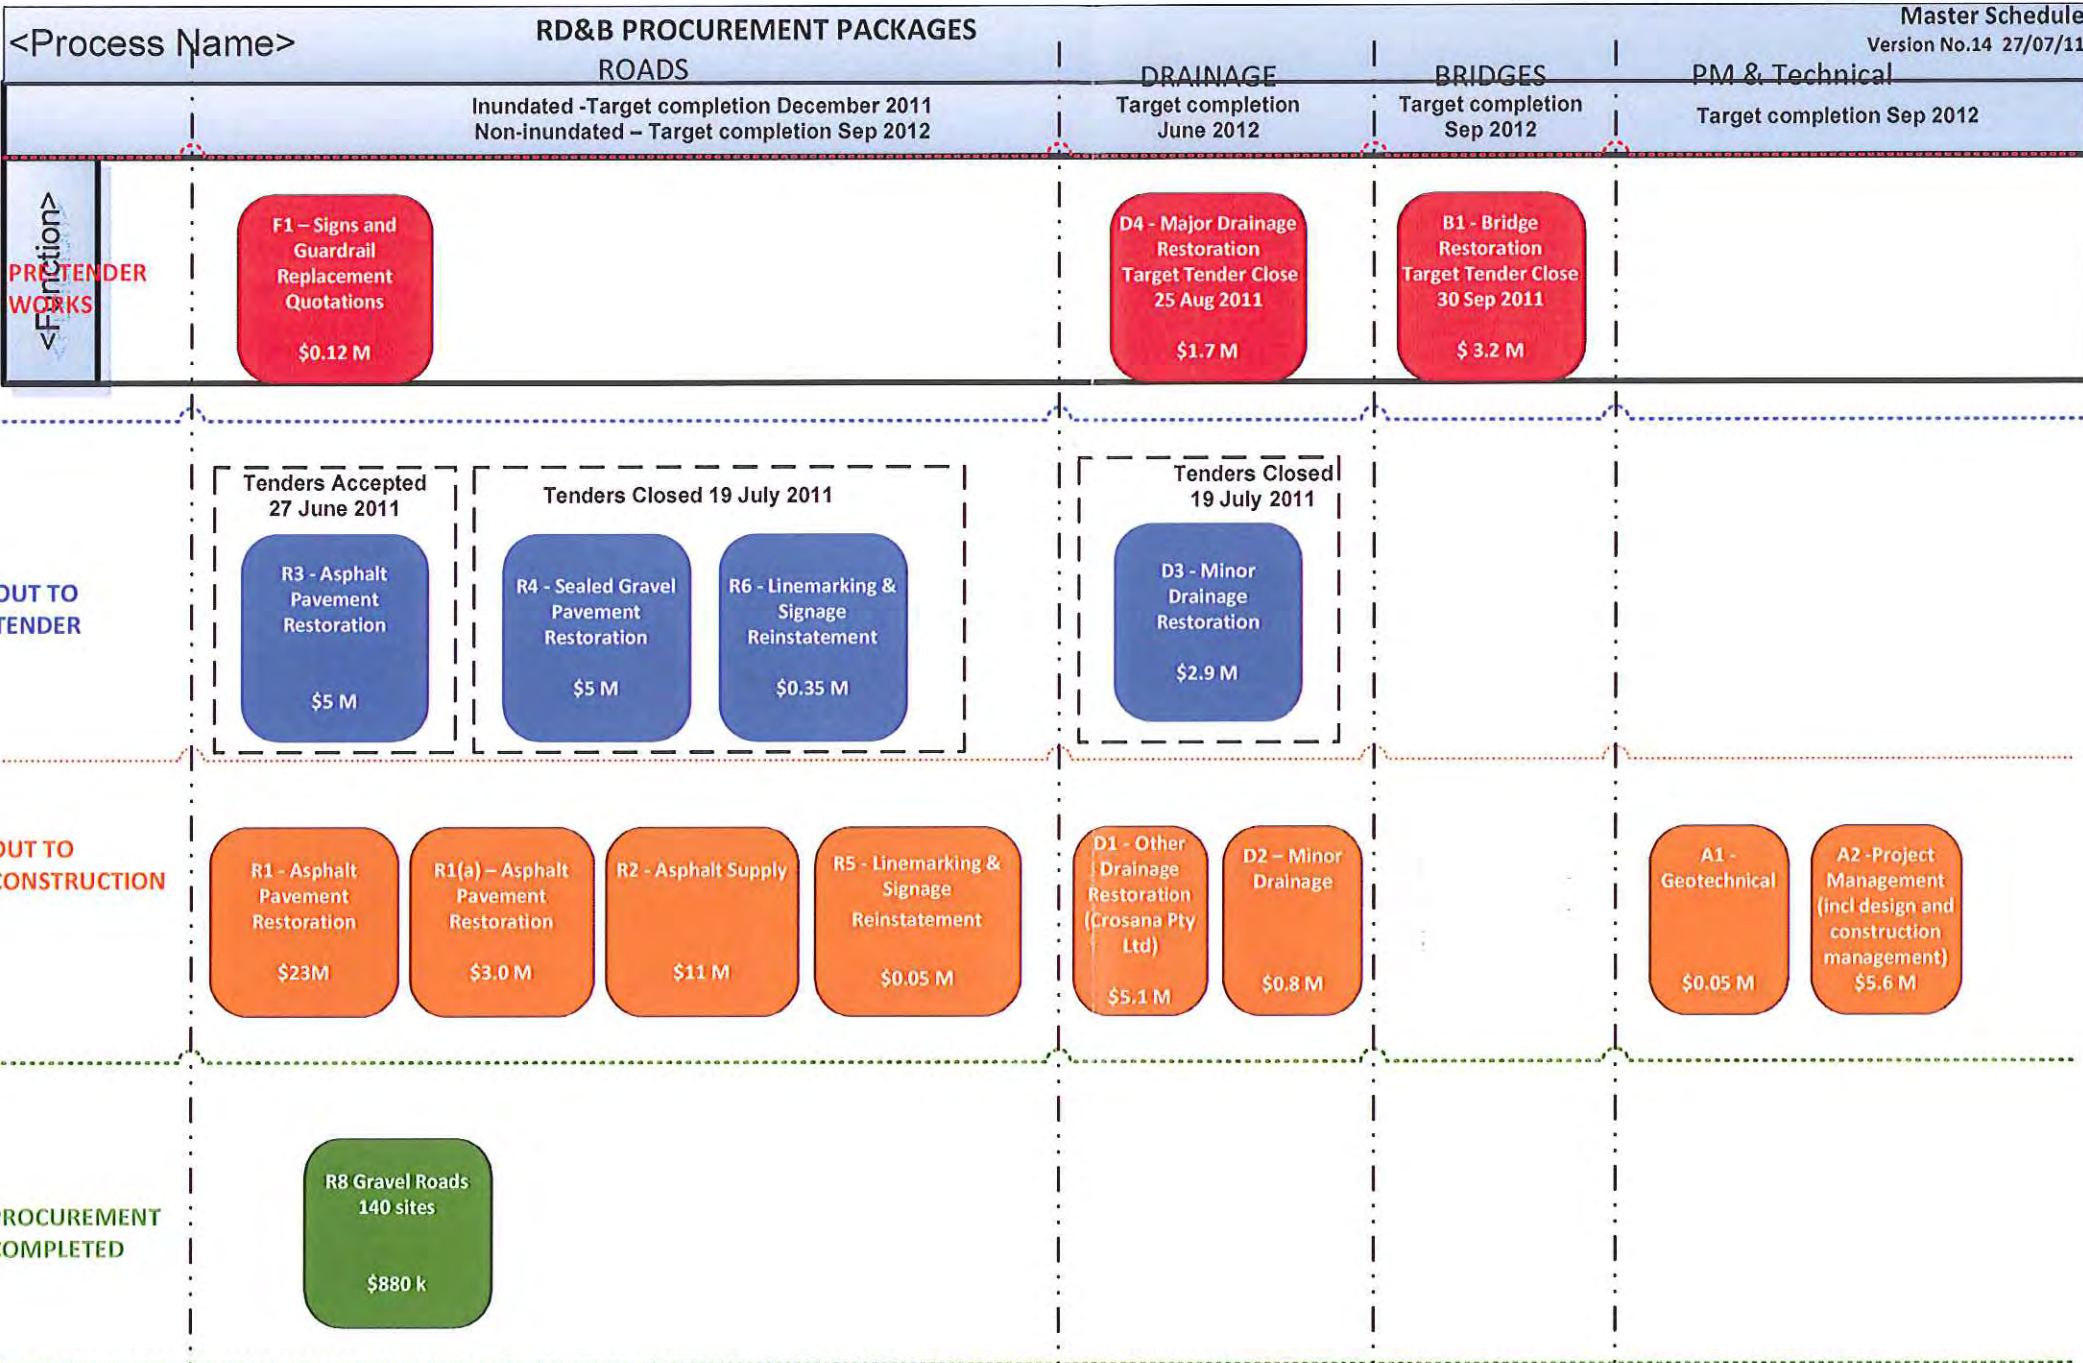 <Process Name>
RD&B PROCUREMENT PACKAGES
Master Schedule
Version No.14 27/07/11
ROADS
DRAINAGE
BRIDGES
PM & Technical
Inundated -Target completion December 2011
Non-inundated – Target completion Sep 2012
Target completion
June 2012
Target completion
Sep 2012
Target completion Sep 2012
<Function>
PRE TENDER
WORKS
F1 – Signs and
Guardrail
Replacement
Quotations
$0.12 M
D4 - Major Drainage
Restoration
Target Tender Close
25 Aug 2011
$1.7 M
B1 - Bridge
Restoration
Target Tender Close
30 Sep 2011
$ 3.2 M
OUT TO
TENDER
Tenders Accepted
27 June 2011
R3 - Asphalt
Pavement
Restoration
$5 M
Tenders Closed 19 July 2011
R4 - Sealed Gravel
Pavement
Restoration
$5 M
R6 - Linemarking &
Signage
Reinstatement
$0.35 M
Tenders Closed
19 July 2011
D3 - Minor
Drainage
Restoration
$2.9 M
OUT TO
CONSTRUCTION
R1 - Asphalt
Pavement
Restoration
$23M
R1(a) – Asphalt
Pavement
Restoration
$3.0 M
R2 - Asphalt Supply
$11 M
R5 - Linemarking &
Signage
Reinstatement
$0.05 M
D1 - Other
Drainage
Restoration
(Crosana Pty
Ltd)
$5.1 M
D2 – Minor
Drainage
$0.8 M
A1 -
Geotechnical
$0.05 M
A2 -Project
Management
(incl design and
construction
management)
$5.6 M
PROCUREMENT
COMPLETED
R8 Gravel Roads
140 sites
$880 k